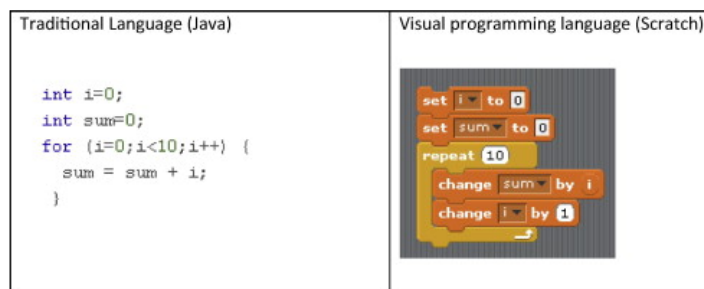 Traditional Language (Java)
int i=0;
int sum=0;
for (i=0;i<10;i++) {
sum = sum + i;
}
Visual programming language (Scratch)
set i to 0
set sum to 0
repeat 10
change sum by i
change i by 1